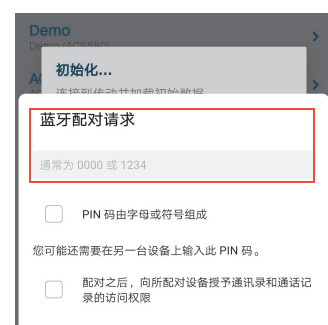 Demo
Demo (ACS580)
初始化...
连接到传动并加载初始数据
蓝牙配对请求
通常为 0000 或 1234
PIN 码由字母或符号组成
您可能还需要在另一台设备上输入此 PIN 码。
配对之后，向所配对设备授予通讯录和通话记
录的访问权限